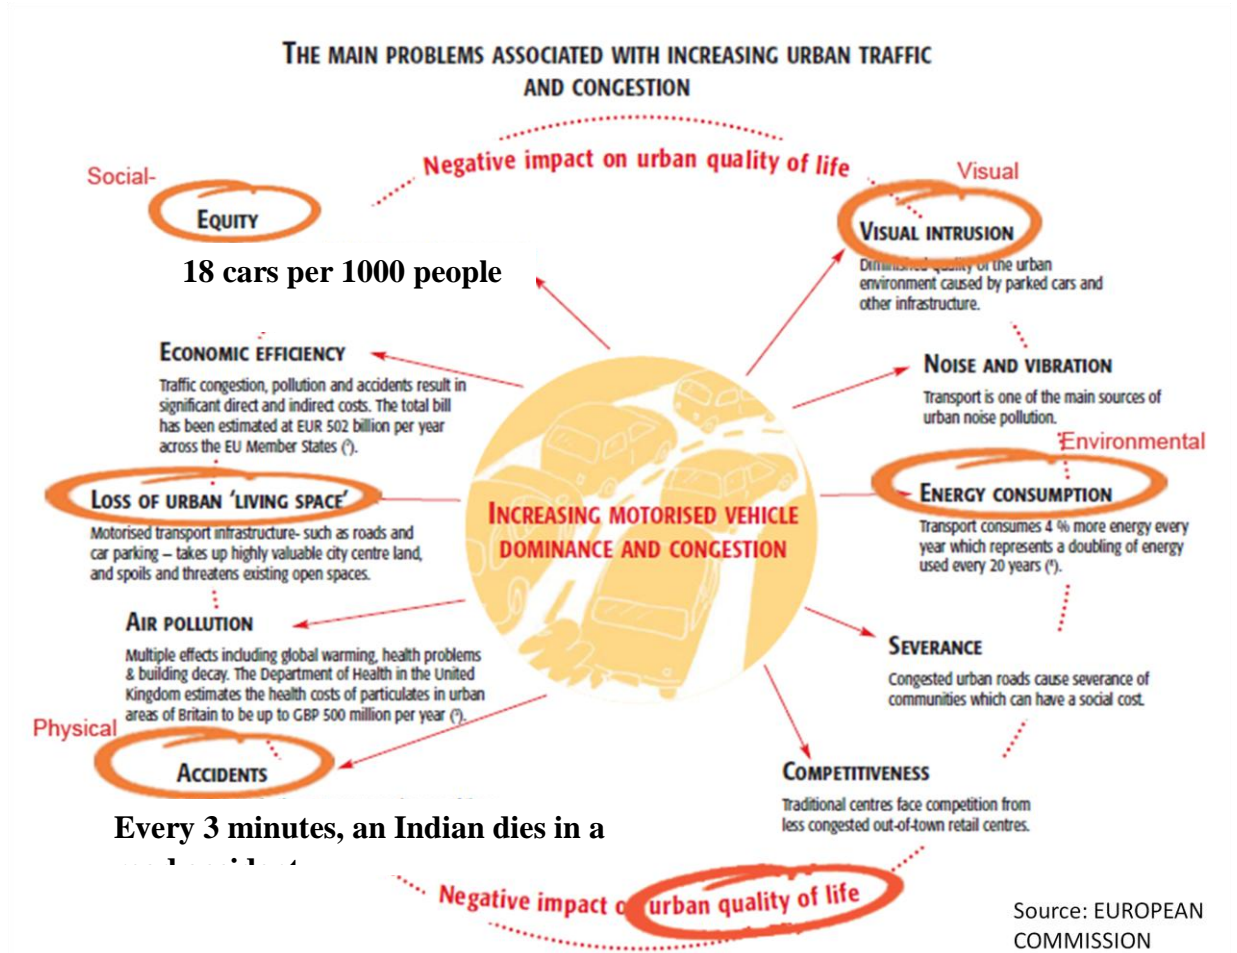 THE MAIN PROBLEMS ASSOCIATED WITH INCREASING URBAN TRAFFIC
AND CONGESTION
Negative impact on urban quality of life
Social-
EQUITY
18 cars per 1000 people
Visual
VISUAL INTRUSION
Diminished quality of the urban
environment caused by parked cars and
other infrastructure.
ECONOMIC EFFICIENCY
Traffic congestion, pollution and accidents result in
significant direct and indirect costs. The total bill
has been estimated at EUR 502 billion per year
across the EU Member States (²).
NOISE AND VIBRATION
Transport is one of the main sources of
urban noise pollution.
Environmental
LOSS OF URBAN 'LIVING SPACE'
Motorised transport infrastructure- such as roads and
car parking – takes up highly valuable city centre land,
and spoils and threatens existing open spaces.
INCREASING MOTORISED VEHICLE
DOMINANCE AND CONGESTION
ENERGY CONSUMPTION
Transport consumes 4 % more energy every
year which represents a doubling of energy
used every 20 years (⁴).
AIR POLLUTION
Multiple effects including global warming, health problems
& building decay. The Department of Health in the United
Kingdom estimates the health costs of particulates in urban
areas of Britain to be up to GBP 500 million per year (³).
SEVERANCE
Congested urban roads cause severance of
communities which can have a social cost.
Physical
ACCIDENTS
Every 3 minutes, an Indian dies in a
road accident
COMPETITIVENESS
Traditional centres face competition from
less congested out-of-town retail centres.
Negative impact o urban quality of life
Source: EUROPEAN
COMMISSION